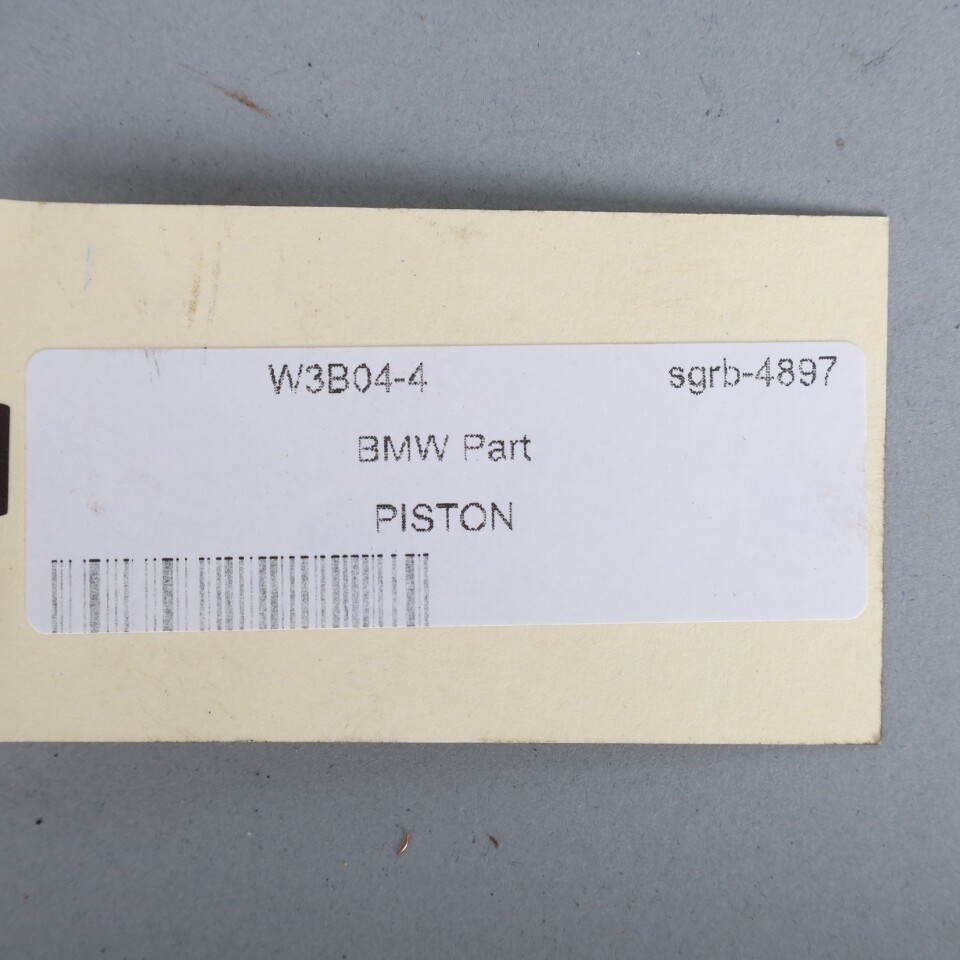 W3B04-4 sgrb-4897
BMW Part
PISTON